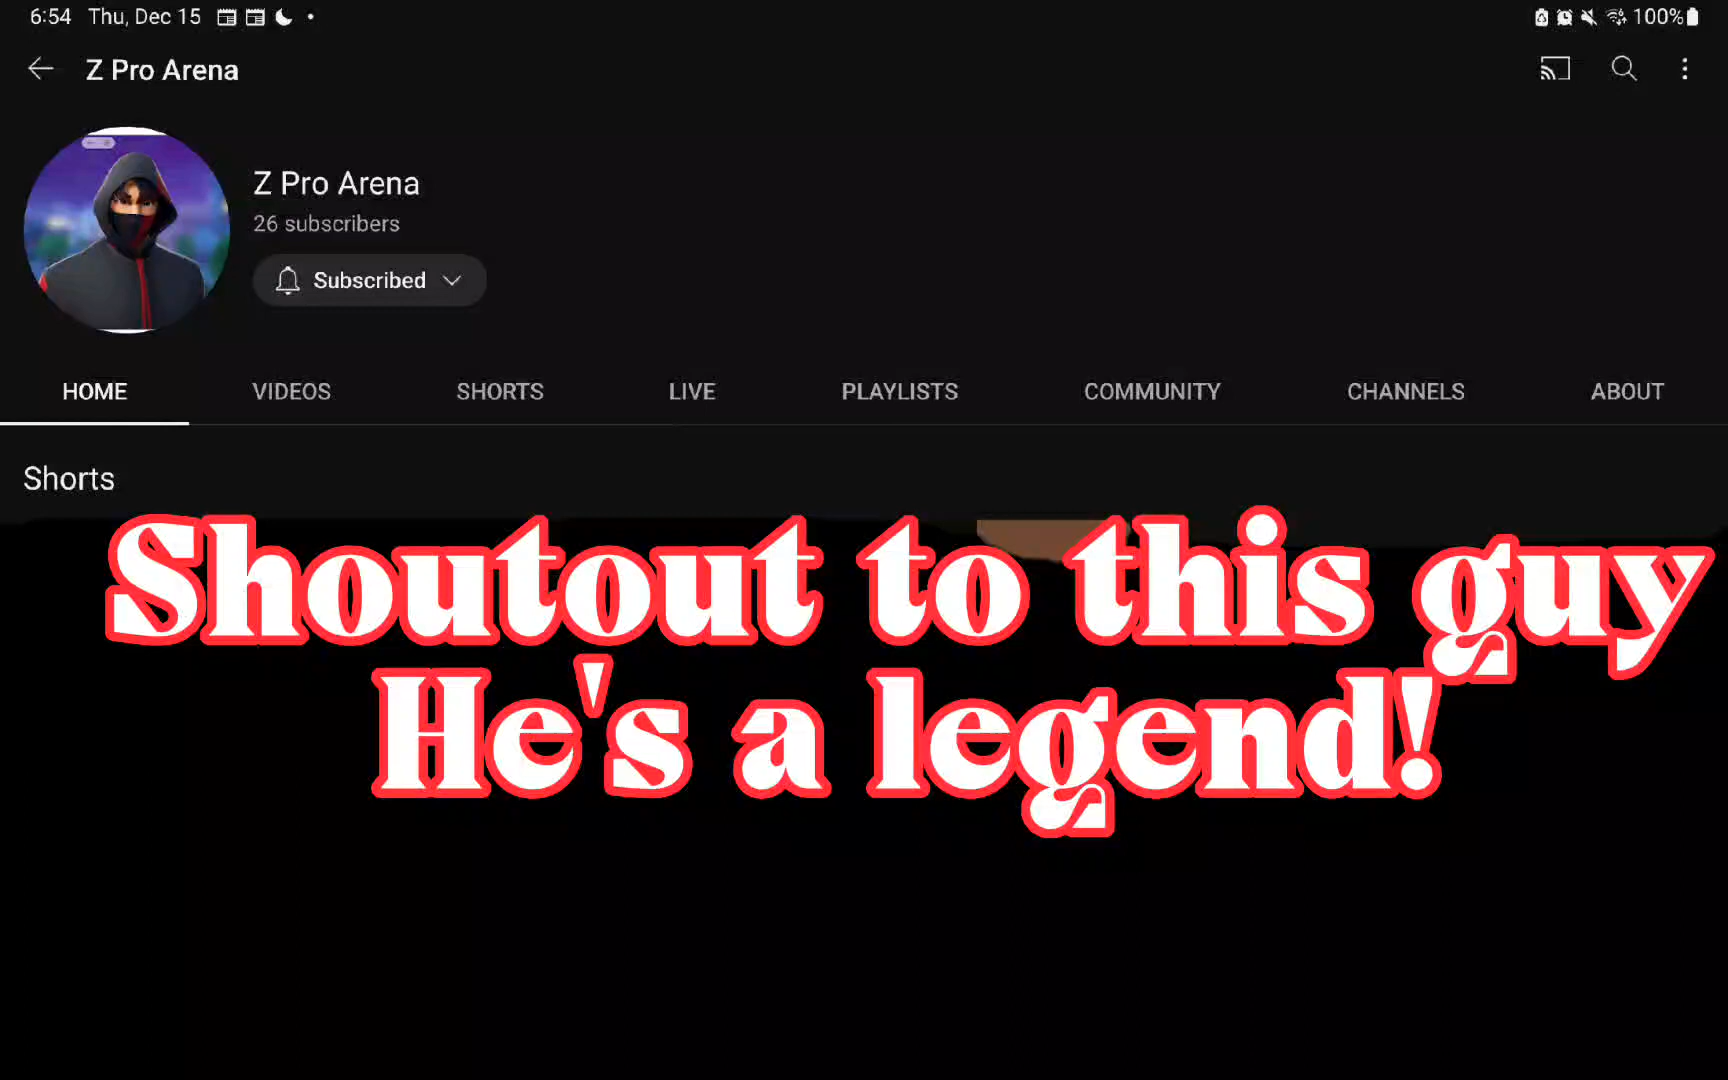 6:54 Thu, Dec 15 100%
Z Pro Arena
Z Pro Arena
26 subscribers
Subscribed
HOME VIDEOS SHORTS LIVE PLAYLISTS COMMUNITY CHANNELS ABOUT
Shorts
Shoutout to this guy
He's a legend!